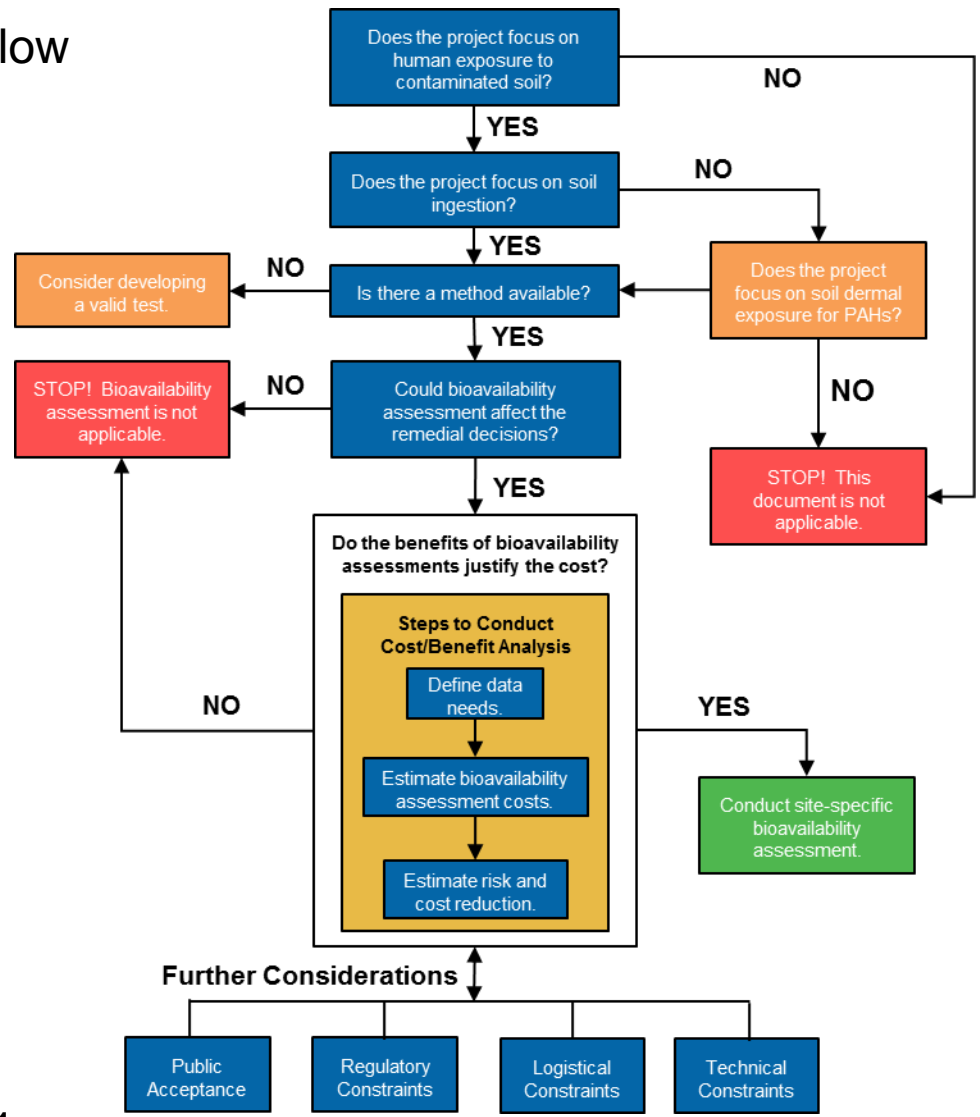 low
Does the project focus on
human exposure to
contaminated soil?
NO
YES
Does the project focus on soil
ingestion?
NO
YES
Consider developing
a valid test.
NO
Is there a method available?
Does the project
focus on soil dermal
exposure for PAHs?
YES
STOP! Bioavailability
assessment is not
applicable.
NO
Could bioavailability
assessment affect the
remedial decisions?
NO
YES
STOP! This
document is not
applicable.
Do the benefits of bioavailability
assessments justify the cost?
Steps to Conduct
Cost/Benefit Analysis
Define data
needs.
NO
YES
Estimate bioavailability
assessment costs.
Conduct site-specific
bioavailability
assessment.
Estimate risk and
cost reduction.
Further Considerations
Public
Acceptance
Regulatory
Constraints
Logistical
Constraints
Technical
Constraints